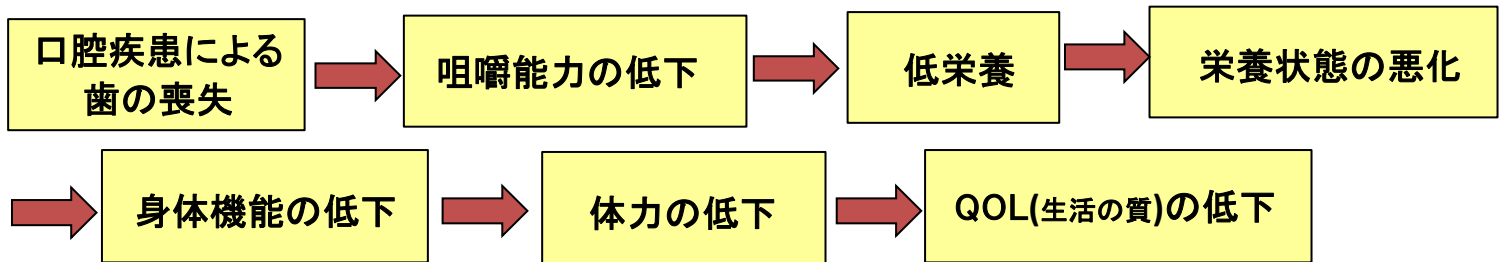 口腔疾患による
歯の喪失
咀嚼能力の低下
低栄養
栄養状態の悪化
身体機能の低下
体力の低下
QOL(生活の質)の低下